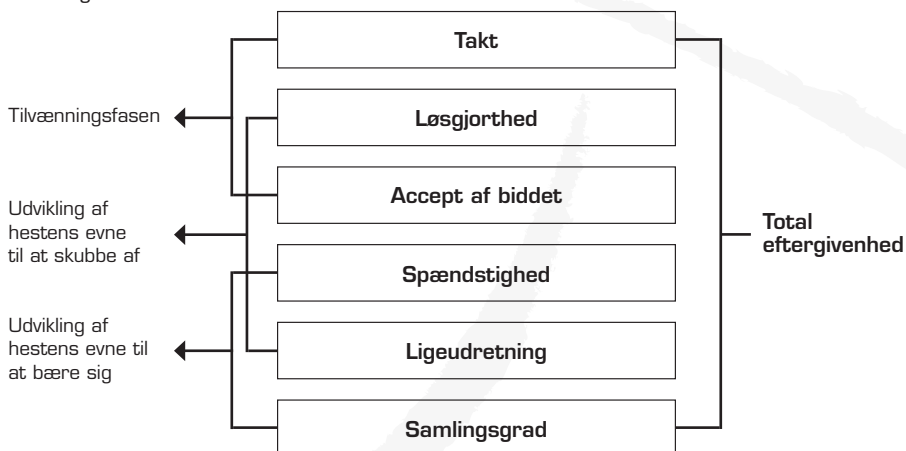 Takt
Løsgjorthed
Accept af biddet
Spændstighed
Ligeudretning
Samlingsgrad
Tilvænningsfasen
Udvikling af
hestens evne
til at skubbe af
Udvikling af
hestens evne til
at bære sig
Total
eftergivenhed